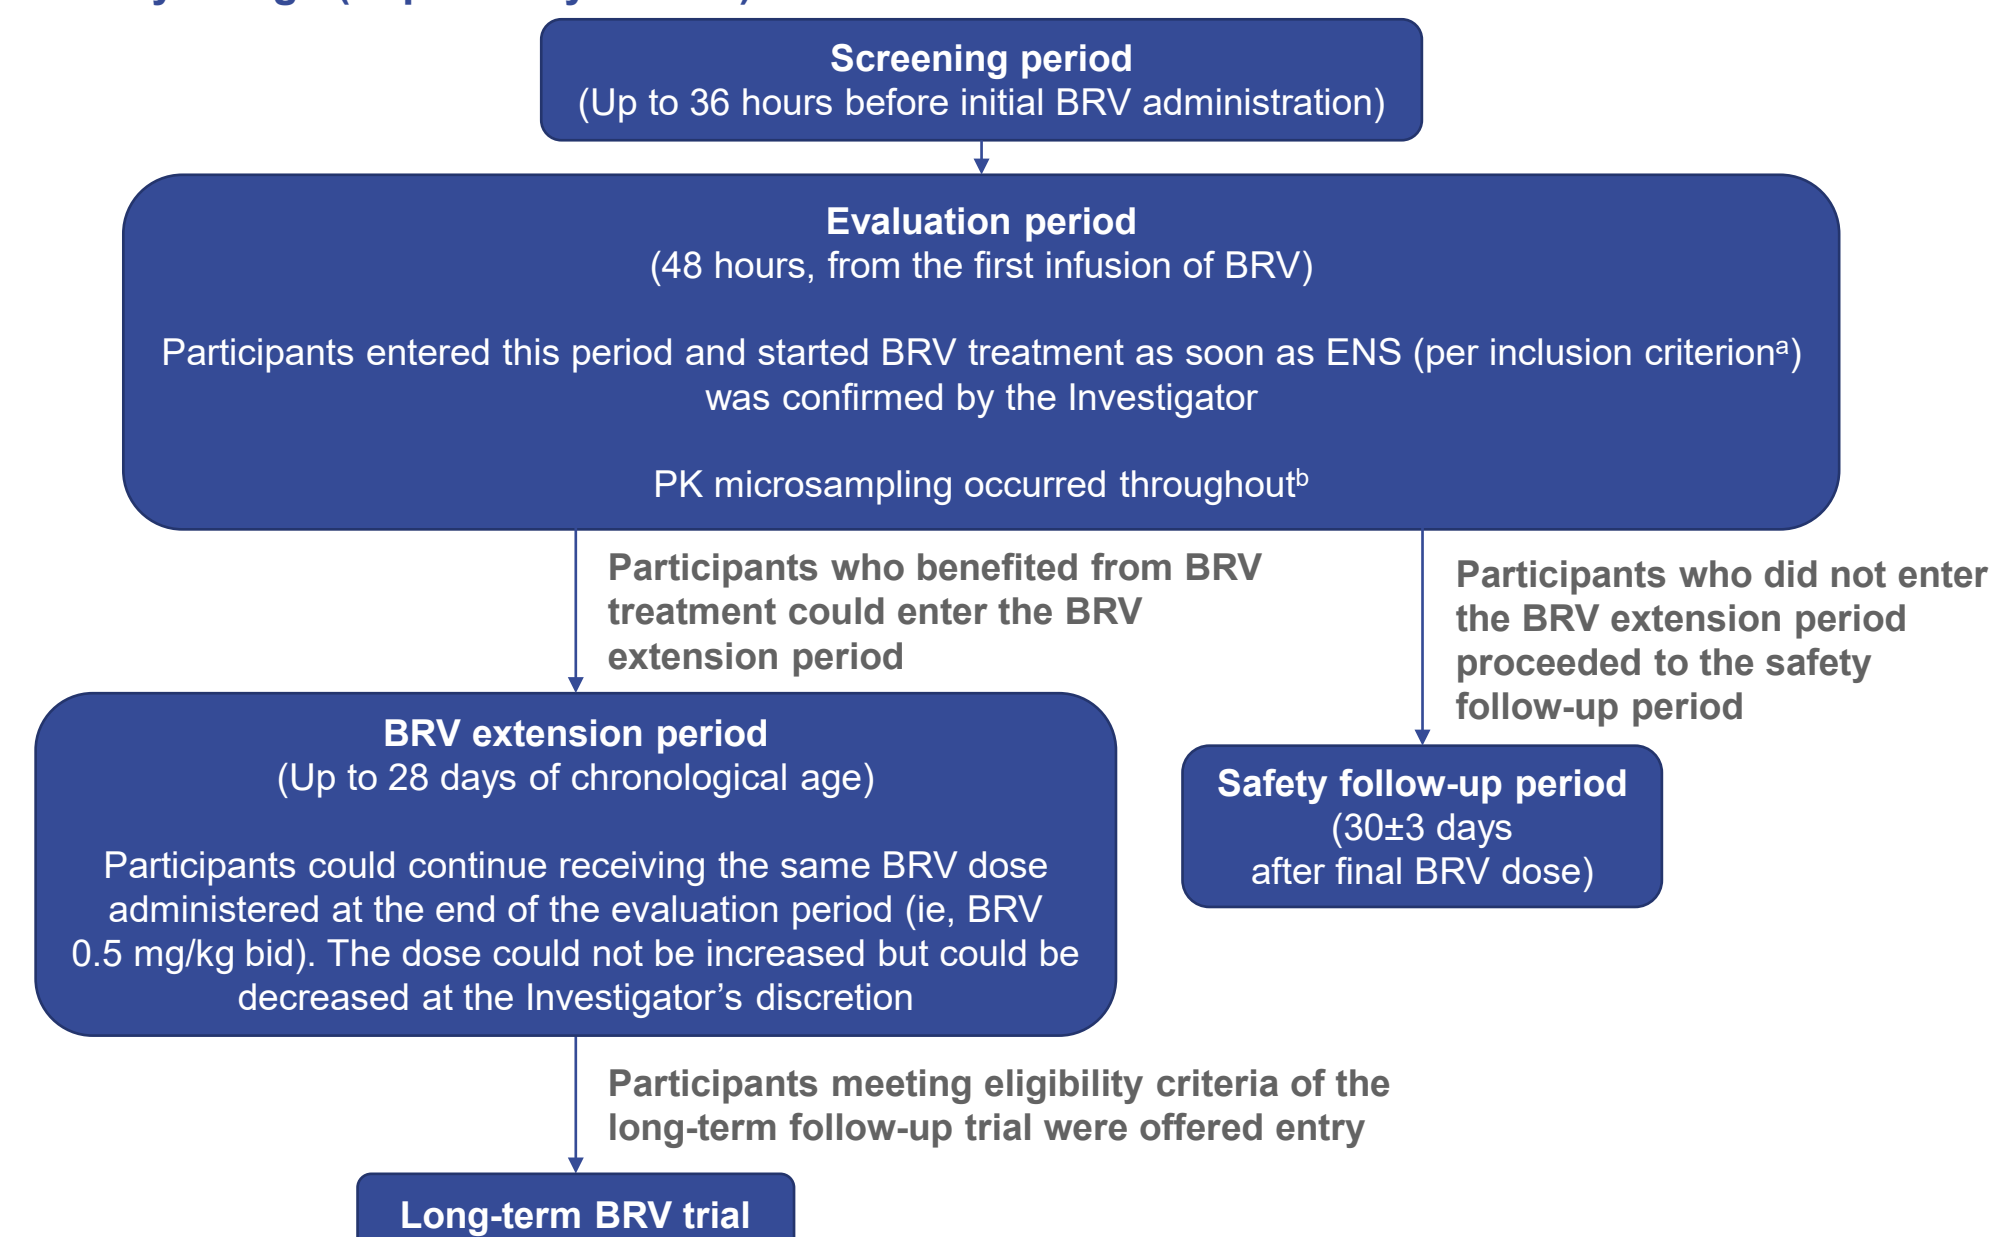 Screening period
(Up to 36 hours before initial BRV administration)
Evaluation period
(48 hours, from the first infusion of BRV)
Participants entered this period and started BRV treatment as soon as ENS (per inclusion criterionᵃ)
was confirmed by the Investigator
PK microsampling occurred throughoutᵇ
Participants who benefited from BRV
treatment could enter the BRV
extension period
Participants who did not enter
the BRV extension period
proceeded to the safety
follow-up period
BRV extension period
(Up to 28 days of chronological age)
Participants could continue receiving the same BRV dose
administered at the end of the evaluation period (ie, BRV
0.5 mg/kg bid). The dose could not be increased but could be
decreased at the Investigator’s discretion
Safety follow-up period
(30±3 days
after final BRV dose)
Participants meeting eligibility criteria of the
long-term follow-up trial were offered entry
Long-term BRV trial